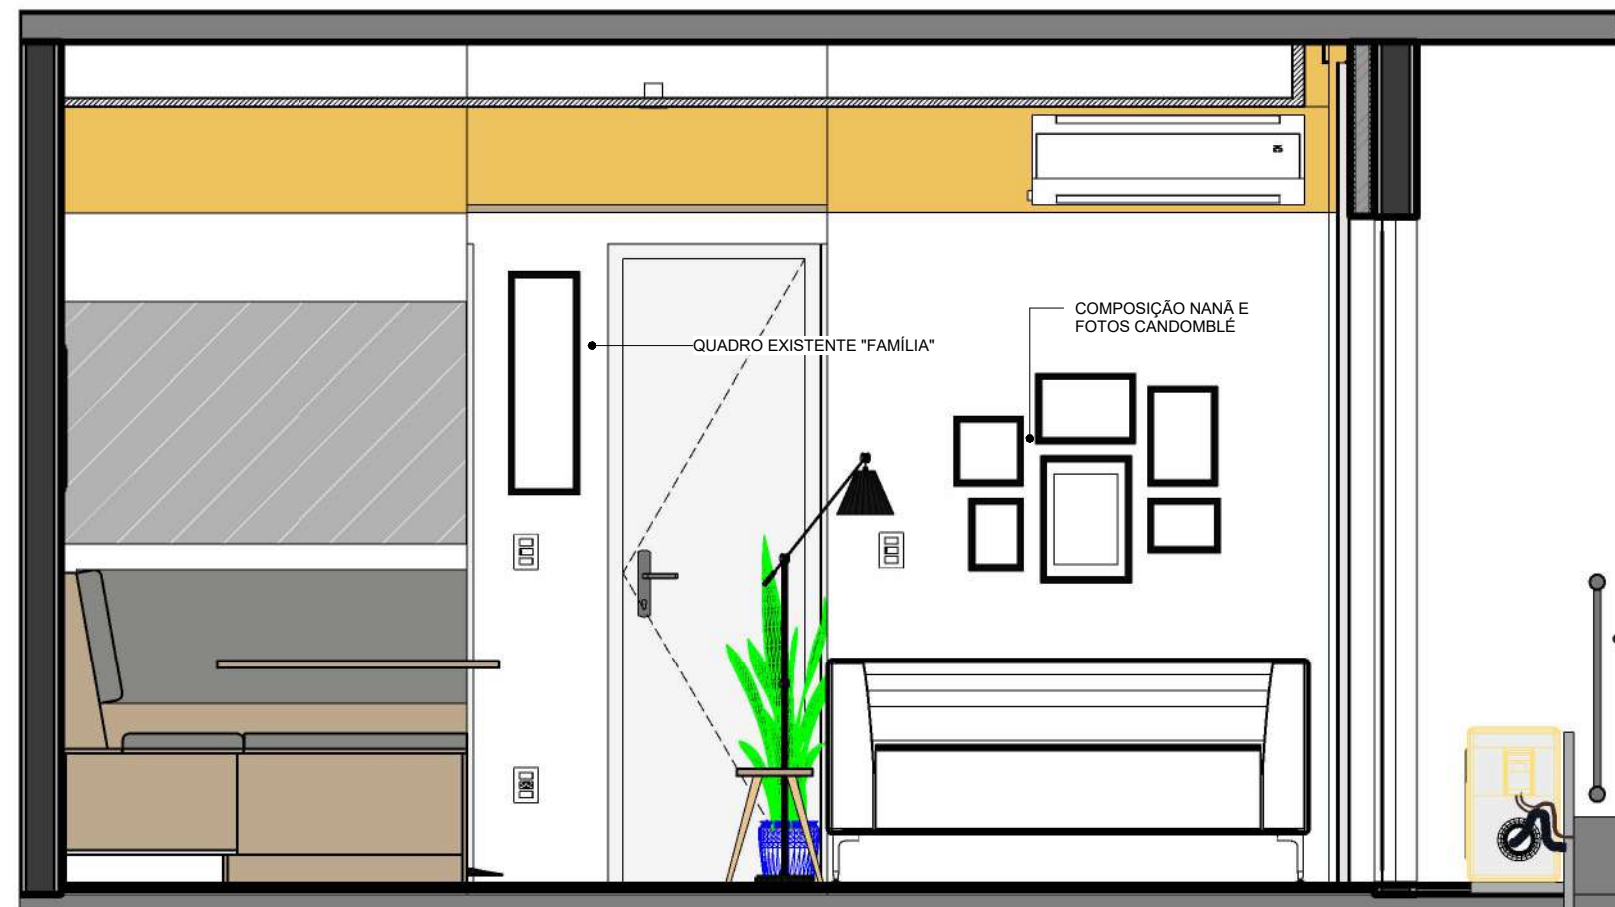 COMPOSIÇÃO NANÃ E
FOTOS CANDOMBLÉ
QUADRO EXISTENTE "FAMÍLIA"